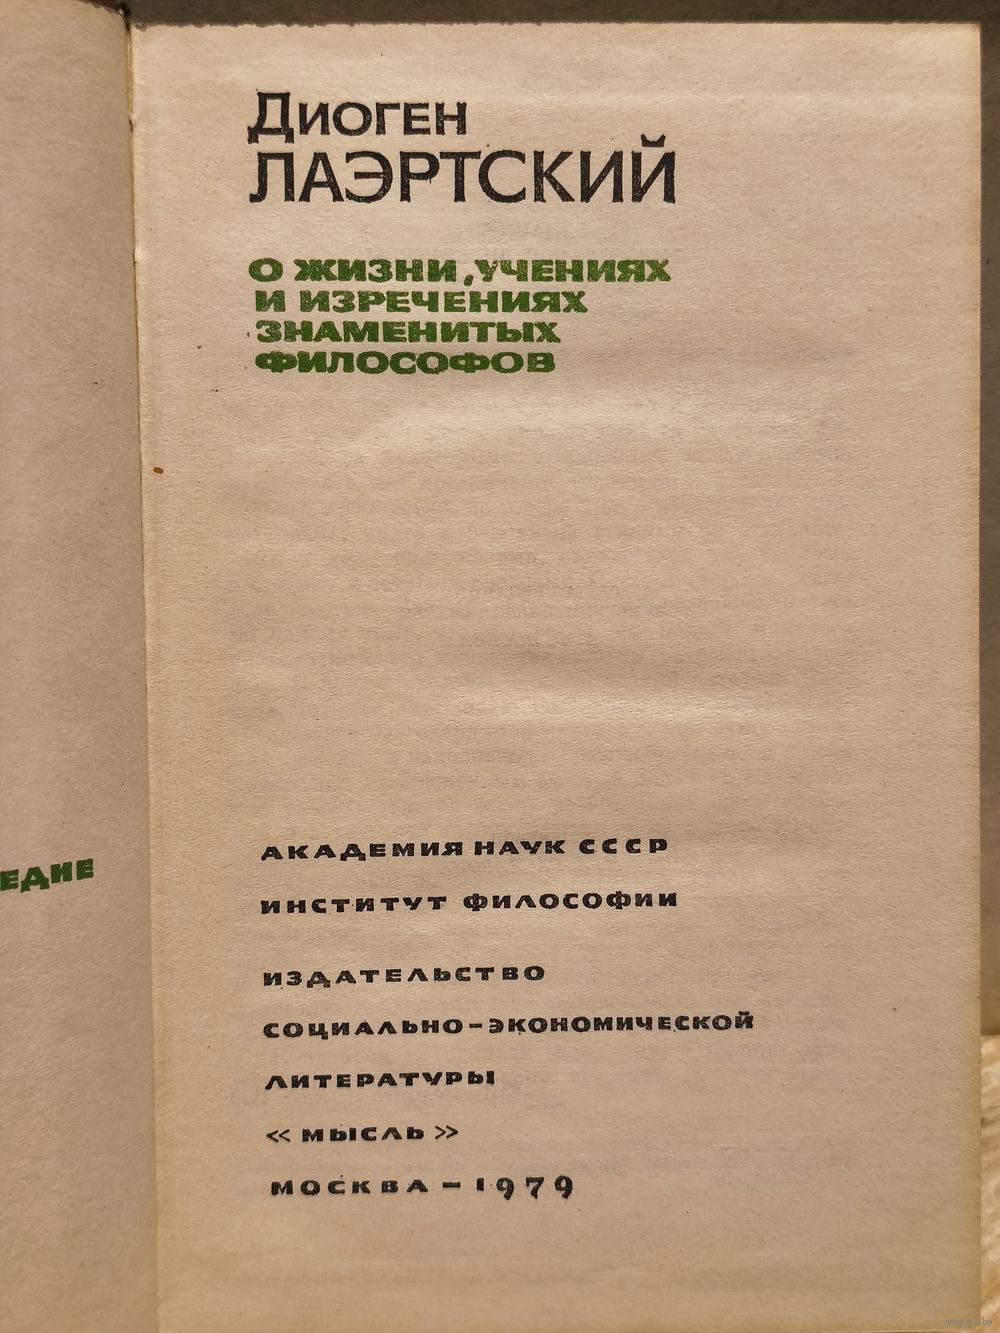 Диоген
ЛАЭРТСКИЙ
О ЖИЗНИ, УЧЕНИЯХ
И ИЗРЕЧЕНИЯХ
ЗНАМЕНИТЫХ
ФИЛОСОФОВ
ЕДИЕ
АКАДЕМИЯ НАУК СССР
ИНСТИТУТ ФИЛОСОФИИ
ИЗДАТЕЛЬСТВО
СОЦИАЛЬНО-ЭКОНОМИЧЕСКОЙ
ЛИТЕРАТУРЫ
«МЫСЛЬ»
МОСКВА - 1979